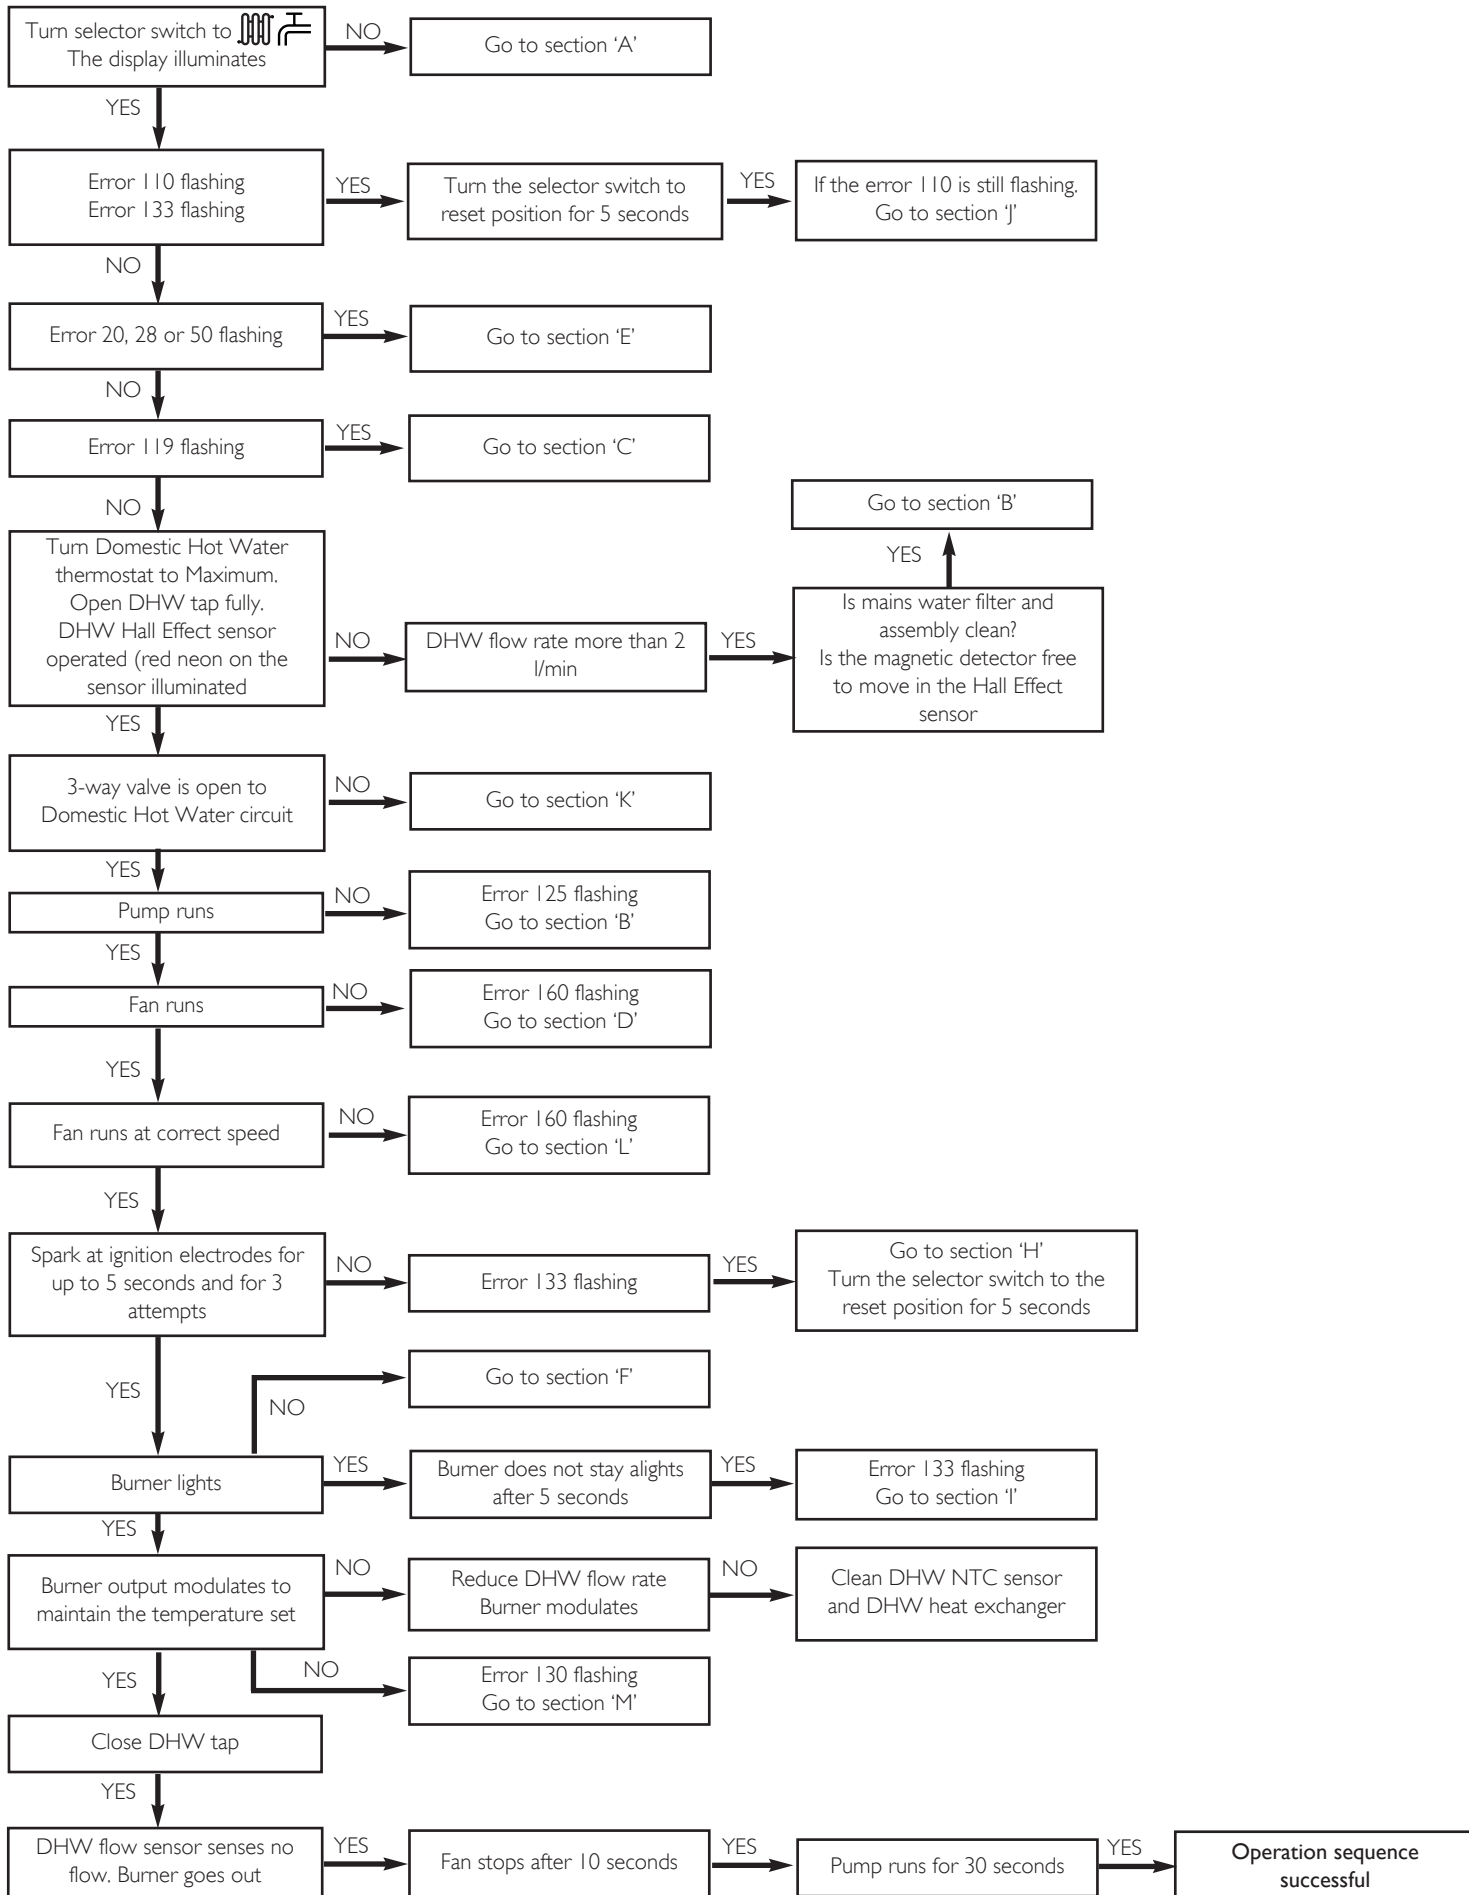 Turn selector switch to
The display illuminates
NO
Go to section ‘A’
YES
Error 110 flashing
Error 133 flashing
YES
Turn the selector switch to
reset position for 5 seconds
YES
If the error 110 is still flashing.
Go to section ‘J’
NO
Error 20, 28 or 50 flashing
YES
Go to section ‘E’
NO
Error 119 flashing
YES
Go to section ‘C’
NO
Turn Domestic Hot Water
thermostat to Maximum.
Open DHW tap fully.
DHW Hall Effect sensor
operated (red neon on the
sensor illuminated
NO
DHW flow rate more than 2
l/min
YES
Is mains water filter and
assembly clean?
Is the magnetic detector free
to move in the Hall Effect
sensor
YES
Go to section ‘B’
YES
3-way valve is open to
Domestic Hot Water circuit
NO
Go to section ‘K’
YES
Pump runs
NO
Error 125 flashing
Go to section ‘B’
YES
Fan runs
NO
Error 160 flashing
Go to section ‘D’
YES
Fan runs at correct speed
NO
Error 160 flashing
Go to section ‘L’
YES
Spark at ignition electrodes for
up to 5 seconds and for 3
attempts
NO
Error 133 flashing
YES
Go to section ‘H’
Turn the selector switch to the
reset position for 5 seconds
YES
NO
Go to section ‘F’
Burner lights
YES
Burner does not stay alights
after 5 seconds
YES
Error 133 flashing
Go to section ‘I’
YES
Burner output modulates to
maintain the temperature set
NO
Reduce DHW flow rate
Burner modulates
NO
Clean DHW NTC sensor
and DHW heat exchanger
NO
Error 130 flashing
Go to section ‘M’
YES
Close DHW tap
YES
DHW flow sensor senses no
flow. Burner goes out
YES
Fan stops after 10 seconds
YES
Pump runs for 30 seconds
YES
Operation sequence
successful